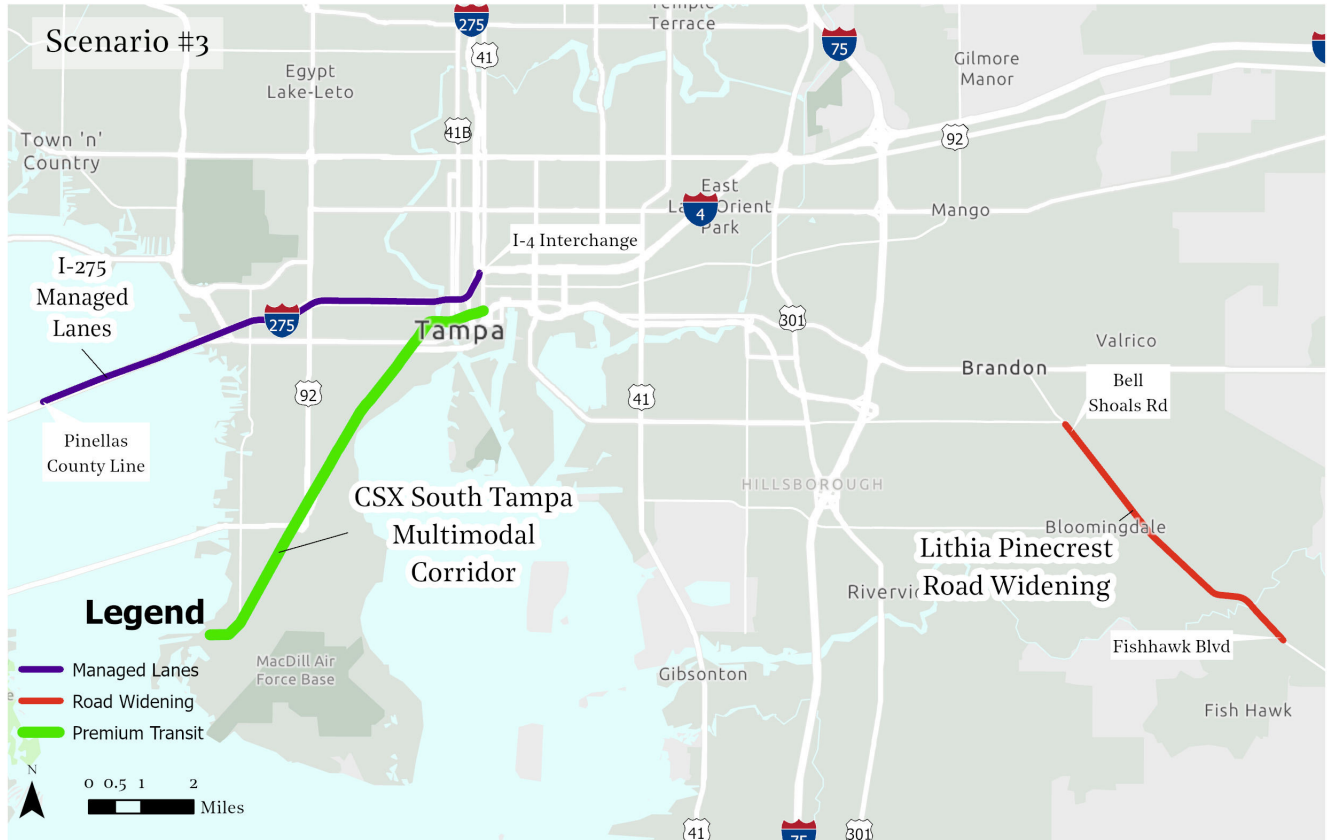 Scenario #3
Temple
Terrace
275
41
75
Gilmore
Manor
Egypt
Lake-Leto
41B
92
Town 'n'
Country
East
Orient
Park
4
Mango
I-4 Interchange
I-275
Managed
Lanes
275
Tampa
301
Valrico
Brandon
Bell
Shoals Rd
92
41
Pinellas
County Line
HILLSBOROUGH
CSX South Tampa
Multimodal
Corridor
Bloomingdale
Lithia Pinecrest
Road Widening
Legend
Fishhawk Blvd
MacDill Air
Force Base
Gibsonton
Managed Lanes
Road Widening
Premium Transit
Fish Hawk
N
0 0.5 1 2
Miles
41
75
301